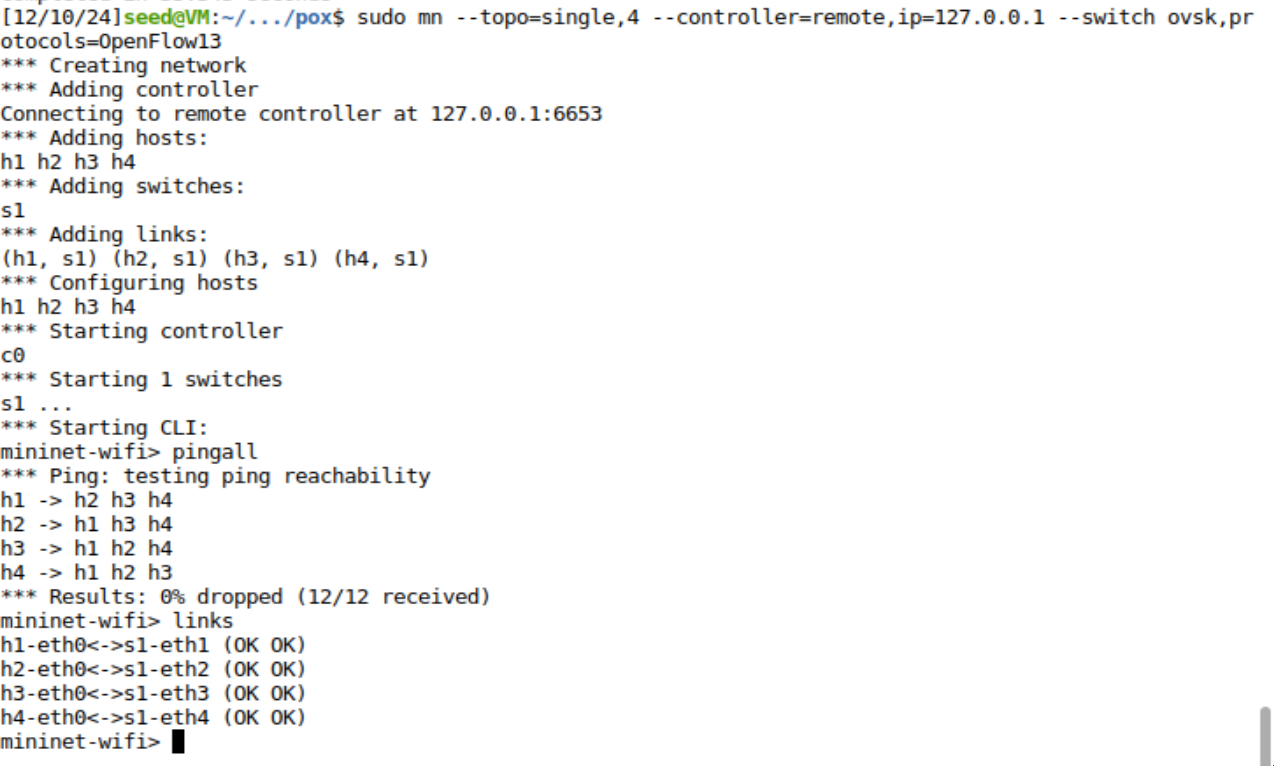 [12/10/24]seed@VM:~/.../pox$ sudo mn --topo=single,4 --controller=remote,ip=127.0.0.1 --switch ovsk,pr
otocols=OpenFlow13
*** Creating network
*** Adding controller
Connecting to remote controller at 127.0.0.1:6653
*** Adding hosts:
h1 h2 h3 h4
*** Adding switches:
s1
*** Adding links:
(h1, s1) (h2, s1) (h3, s1) (h4, s1)
*** Configuring hosts
h1 h2 h3 h4
*** Starting controller
c0
*** Starting 1 switches
s1 ...
*** Starting CLI:
mininet-wifi> pingall
*** Ping: testing ping reachability
h1 -> h2 h3 h4
h2 -> h1 h3 h4
h3 -> h1 h2 h4
h4 -> h1 h2 h3
*** Results: 0% dropped (12/12 received)
mininet-wifi> links
h1-eth0<->s1-eth1 (OK OK)
h2-eth0<->s1-eth2 (OK OK)
h3-eth0<->s1-eth3 (OK OK)
h4-eth0<->s1-eth4 (OK OK)
mininet-wifi>